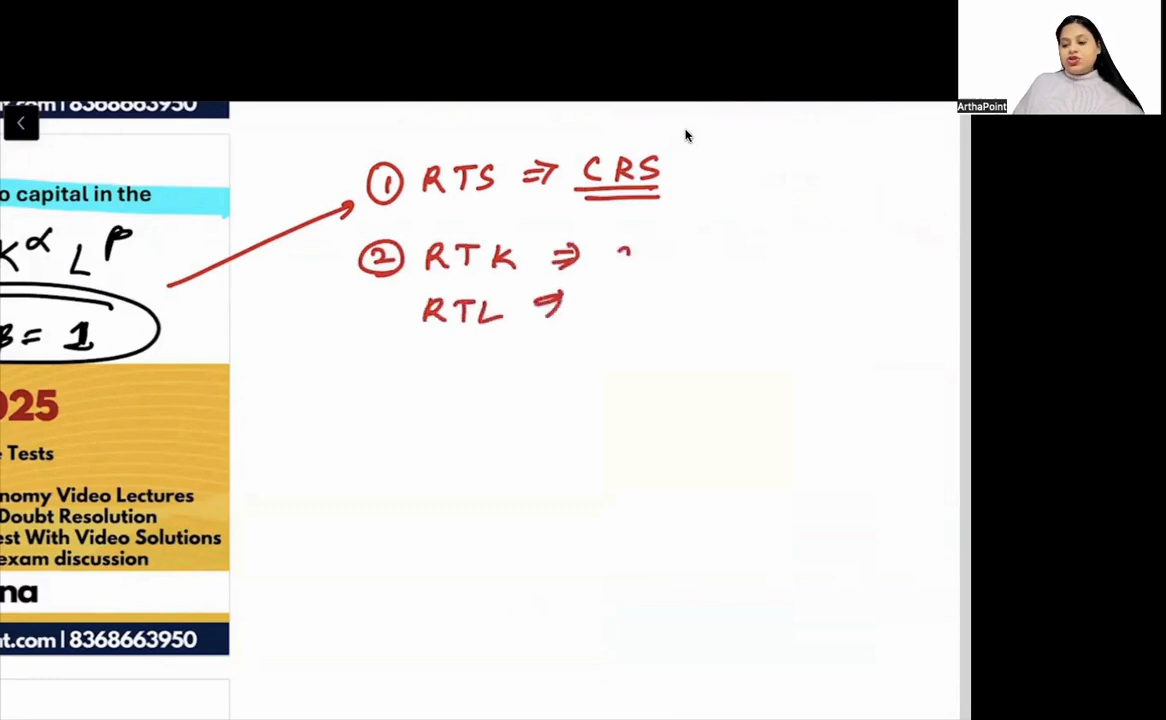 ArthaPoint
.com | 8368663950
o capital in the
K^α L^β
β = 1
025
Tests
nomy Video Lectures
Doubt Resolution
est With Video Solutions
exam discussion
na
t.com | 8368663950
① RTS ⇒ CRS
② RTK ⇒
RTL ⇒